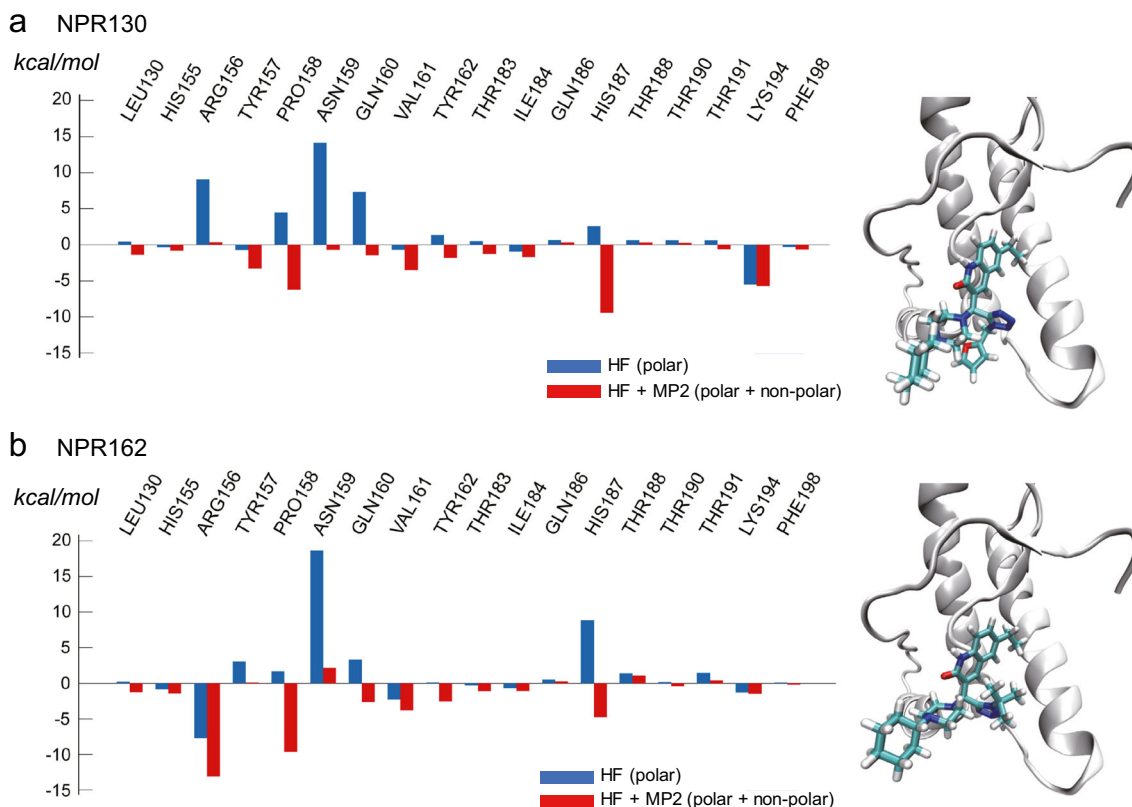 a NPR130
kcal/mol
LEU130 HIS155 ARG156 TYR157 PRO158 ASN159 GLN160 VAL161 TYR162 THR183 ILE184 GLN186 HIS187 THR188 THR190 THR191 LYS194 PHE198
20
15
10
5
0
-5
-10
-15
HF (polar)
HF + MP2 (polar + non-polar)
b NPR162
kcal/mol
LEU130 HIS155 ARG156 TYR157 PRO158 ASN159 GLN160 VAL161 TYR162 THR183 ILE184 GLN186 HIS187 THR188 THR190 THR191 LYS194 PHE198
20
15
10
5
0
-5
-10
-15
HF (polar)
HF + MP2 (polar + non-polar)